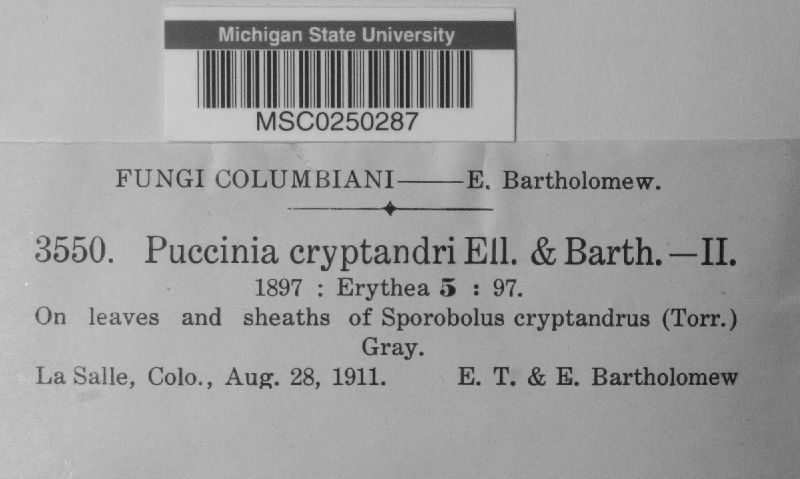 Michigan State University
MSC0250287
FUNGI COLUMBIANI——E. Bartholomew.
3550. Puccinia cryptandri Ell. & Barth.—II.
1897 : Erythea 5 : 97.
On leaves and sheaths of Sporobolus cryptandrus (Torr.)
Gray.
La Salle, Colo., Aug. 28, 1911. E. T. & E. Bartholomew